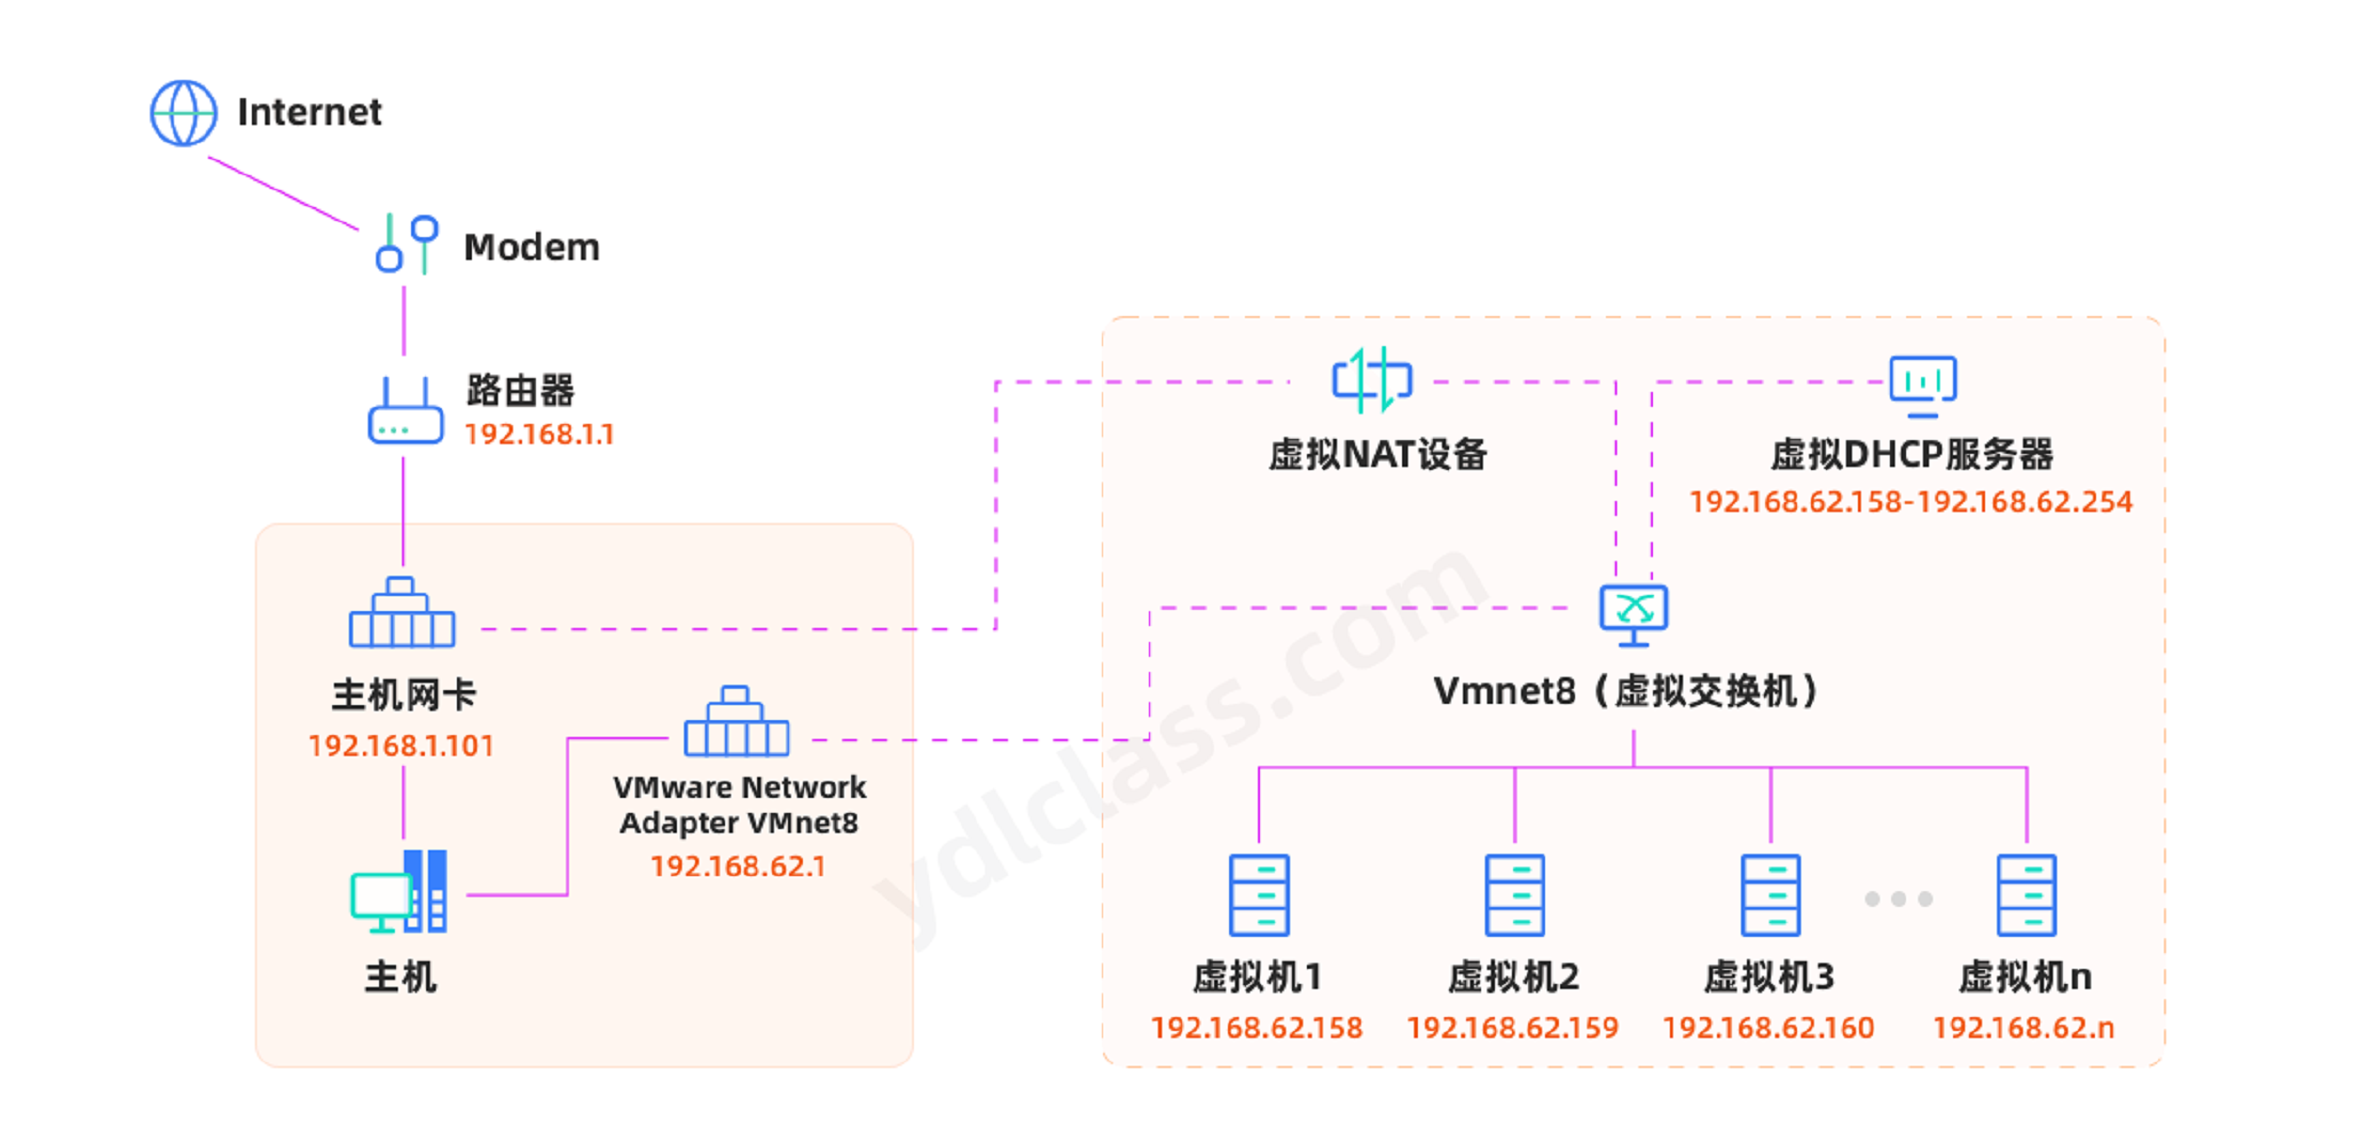 Internet
Modem
路由器
192.168.1.1
主机网卡
192.168.1.101
VMware Network
Adapter VMnet8
192.168.62.1
主机
虚拟NAT设备
虚拟DHCP服务器
192.168.62.158-192.168.62.254
Vmnet8（虚拟交换机）
虚拟机1
192.168.62.158
虚拟机2
192.168.62.159
虚拟机3
192.168.62.160
虚拟机n
192.168.62.n
ydlclass.com